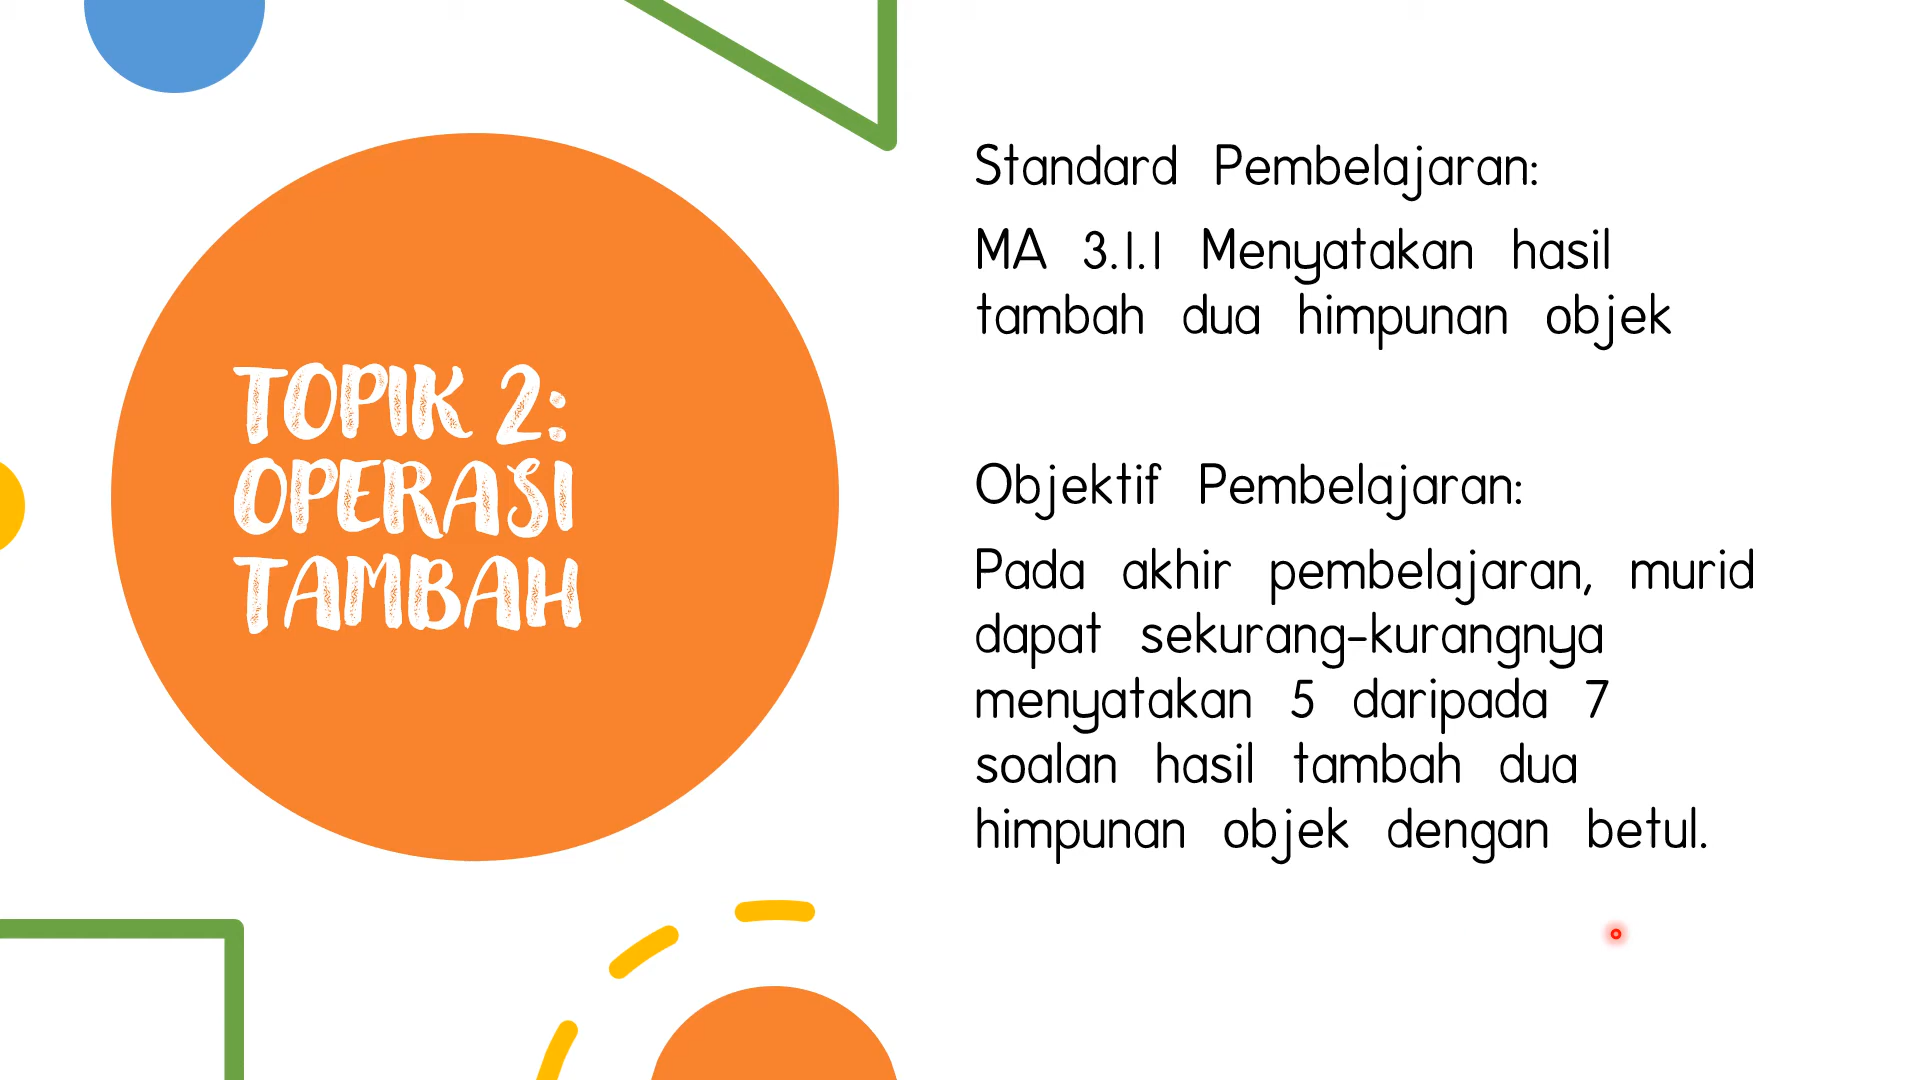 TOPIK 2:
OPERASI
TAMBAH
Standard Pembelajaran:
MA 3.1.1 Menyatakan hasil
tambah dua himpunan objek
Objektif Pembelajaran:
Pada akhir pembelajaran, murid
dapat sekurang-kurangnya
menyatakan 5 daripada 7
soalan hasil tambah dua
himpunan objek dengan betul.